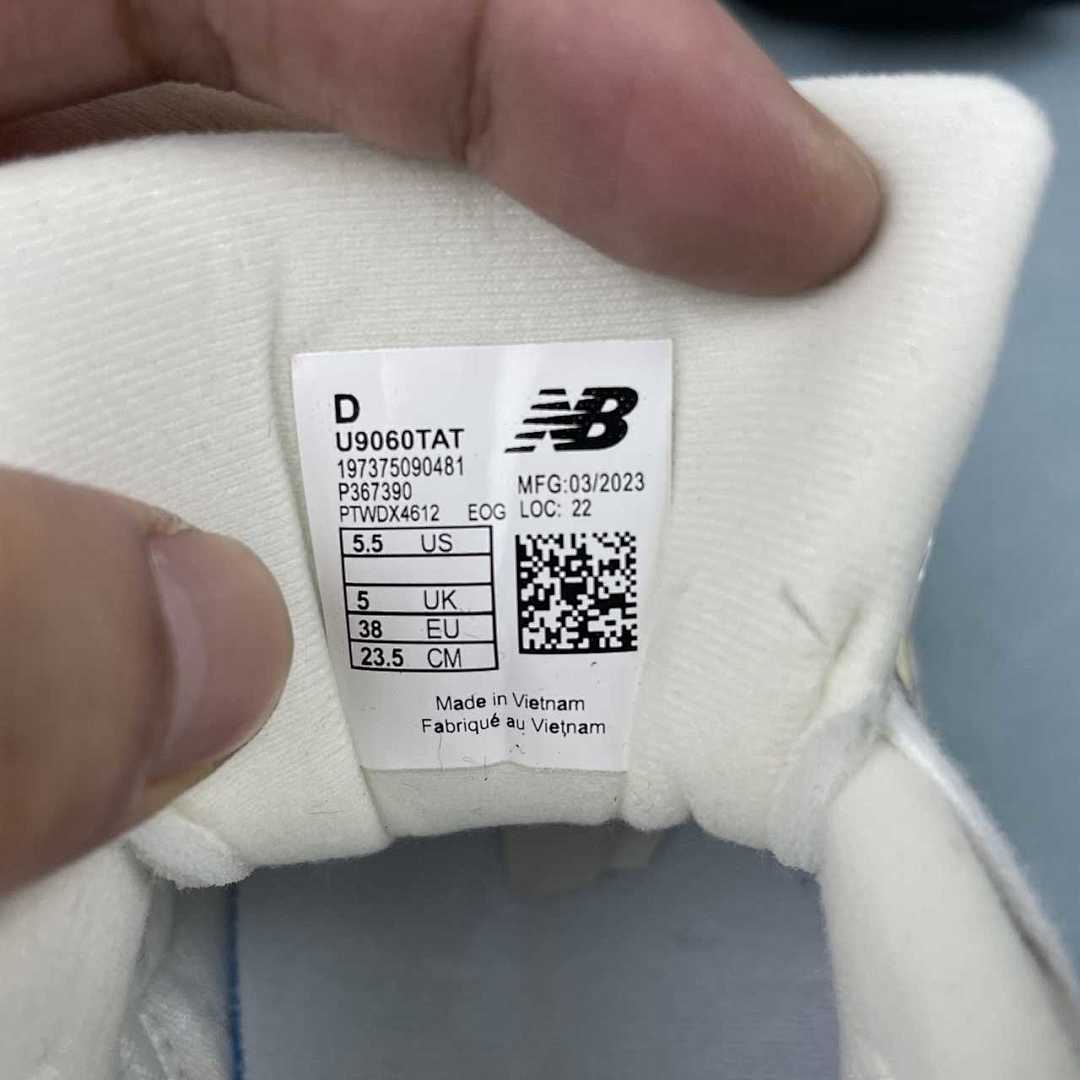 D
NB
U9060TAT
197375090481
P367390
MFG:03/2023
PTWDX4612 EOG LOC: 22
5.5 US
5 UK
38 EU
23.5 CM
Made in Vietnam
Fabriqué au Vietnam